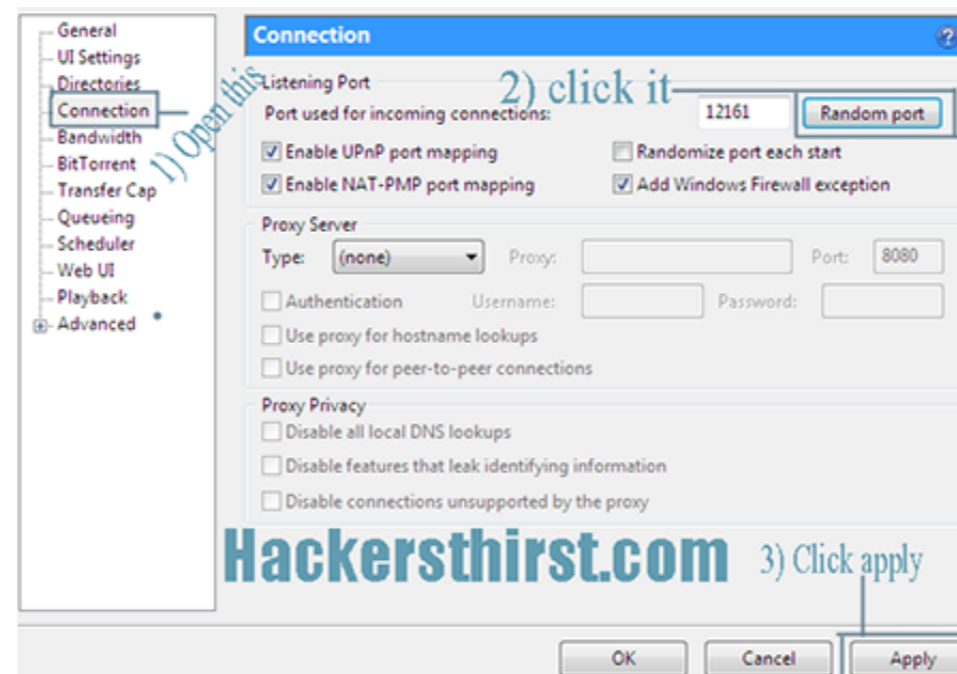 General
UI Settings
Directories
Connection
Bandwidth
BitTorrent
Transfer Cap
Queueing
Scheduler
Web UI
Playback
Advanced
1) Open this
Connection
Listening Port
2) click it
Port used for incoming connections: 12161 Random port
Enable UPnP port mapping Randomize port each start
Enable NAT-PMP port mapping Add Windows Firewall exception
Proxy Server
Type: (none) Proxy: Port: 8080
Authentication Username: Password:
Use proxy for hostname lookups
Use proxy for peer-to-peer connections
Proxy Privacy
Disable all local DNS lookups
Disable features that leak identifying information
Disable connections unsupported by the proxy
Hackersthirst.com
3) Click apply
OK Cancel Apply